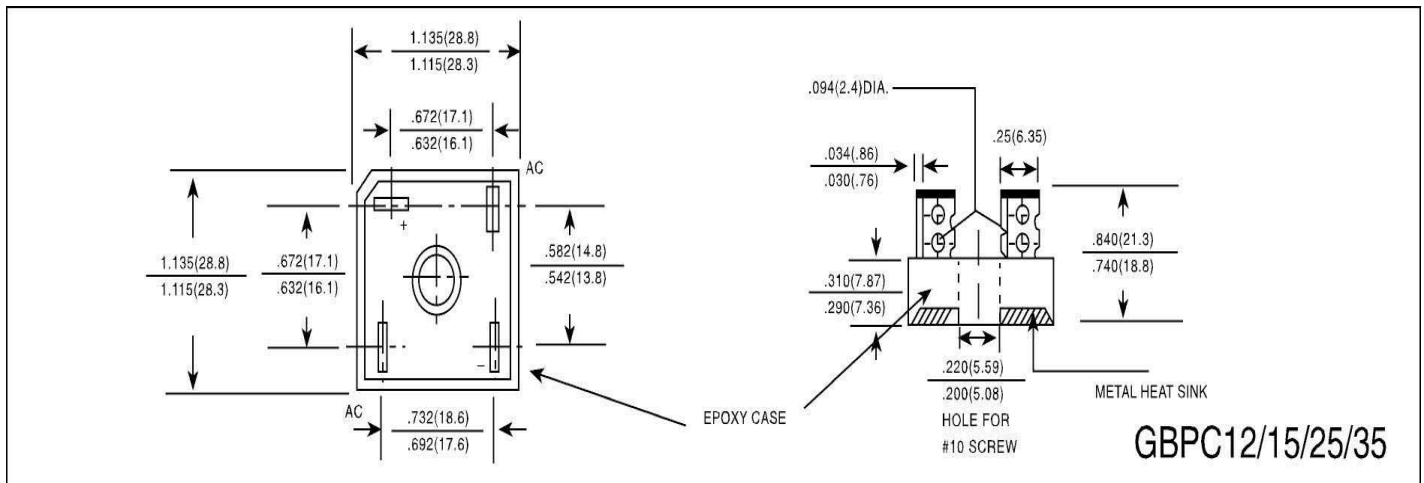 1.135(28.8)
1.115(28.3)
.672(17.1)
.632(16.1)
AC
+
1.135(28.8)
1.115(28.3)
.672(17.1)
.632(16.1)
.582(14.8)
.542(13.8)
–
AC
.732(18.6)
.692(17.6)
EPOXY CASE
.094(2.4)DIA.
.034(.86)
.030(.76)
.25(6.35)
.310(7.87)
.290(7.36)
.840(21.3)
.740(18.8)
.220(5.59)
.200(5.08)
HOLE FOR
#10 SCREW
METAL HEAT SINK
GBPC12/15/25/35